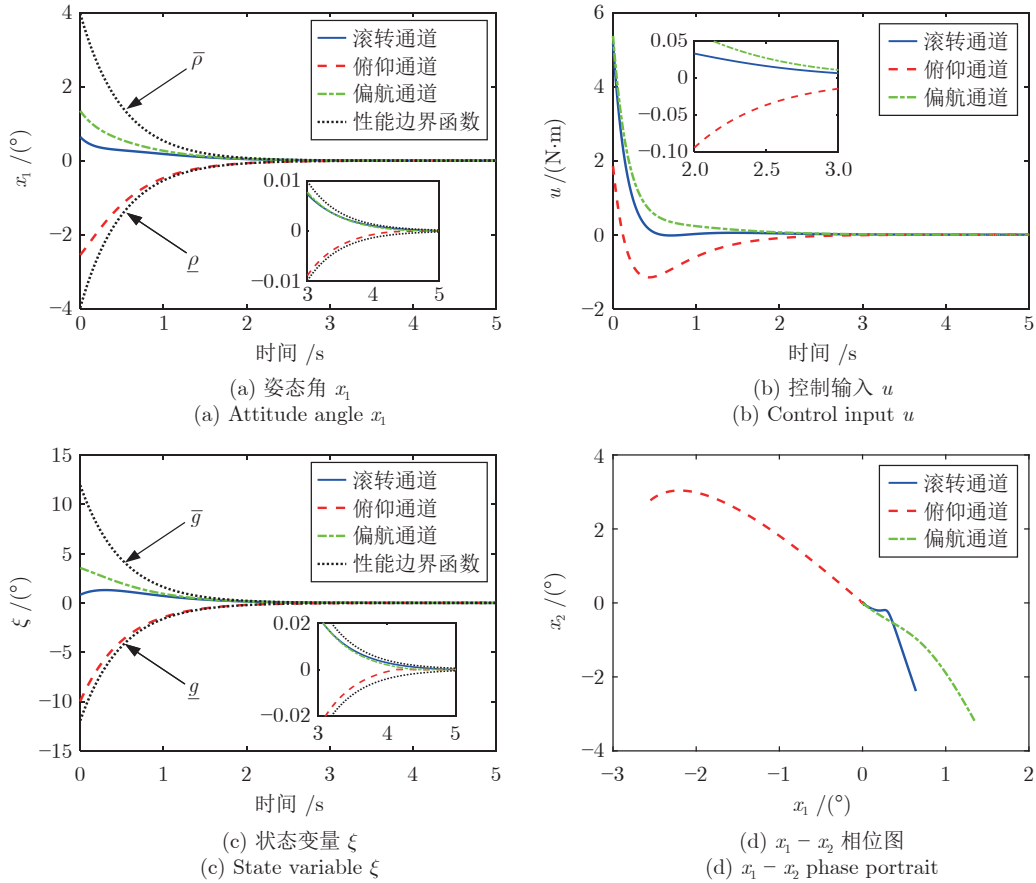 4
2
0
−2
−4
x₁ /(°)
ρ̅
ρ̲
滚转通道
俯仰通道
偏航通道
性能边界函数
0.01
0
−0.01
3 4 5
0 1 2 3 4 5
时间 /s
(a) 姿态角 x₁
(a) Attitude angle x₁
6
4
2
0
−2
u /(N·m)
0.05
0
−0.05
−0.10
2.0 2.5 3.0
滚转通道
俯仰通道
偏航通道
0 1 2 3 4 5
时间 /s
(b) 控制输入 u
(b) Control input u
15
10
5
0
−5
−10
−15
ξ /(°)
g̅
g̲
滚转通道
俯仰通道
偏航通道
性能边界函数
0.02
0
−0.02
3 4 5
0 1 2 3 4 5
时间 /s
(c) 状态变量 ξ
(c) State variable ξ
4
2
0
−2
−4
x₂ /(°)
滚转通道
俯仰通道
偏航通道
−3 −2 −1 0 1 2
x₁ /(°)
(d) x₁ − x₂ 相位图
(d) x₁ − x₂ phase portrait